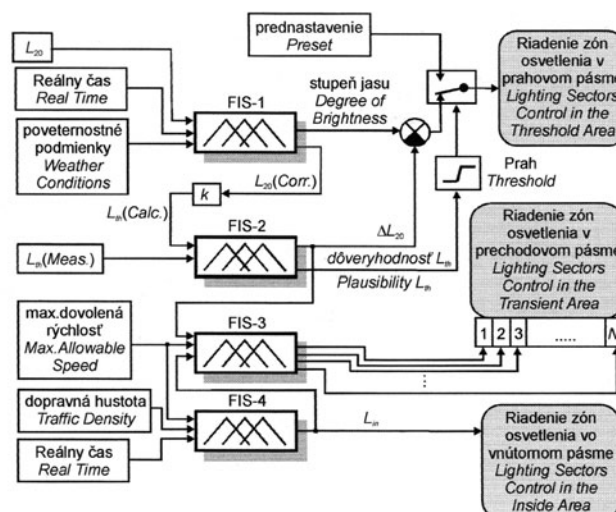 L20
Reálny čas
Real Time
poveternostné
podmienky
Weather
Conditions
FIS-1
prednastavenie
Preset
stupeň jasu
Degree of
Brightness
Riadenie zón
osvetlenia v
prahovom pásme
Lighting Sectors
Control in the
Threshold Area
Prah
Threshold
k
L20(Corr.)
Lth(Calc.)
FIS-2
Lth(Meas.)
ΔL20
dôveryhodnosť Lth
Plausibility Lth
Riadenie zón
osvetlenia v
prechodovom pásme
Lighting Sectors
Control in the
Transient Area
1 2 3 ..... N
max.dovolená
rýchlosť
Max.Allowable
Speed
FIS-3
dopravná hustota
Traffic Density
Reálny čas
Real Time
FIS-4
Lin
Riadenie zón
osvetlenia vo
vnútornom pásme
Lighting Sectors
Control in the
Inside Area